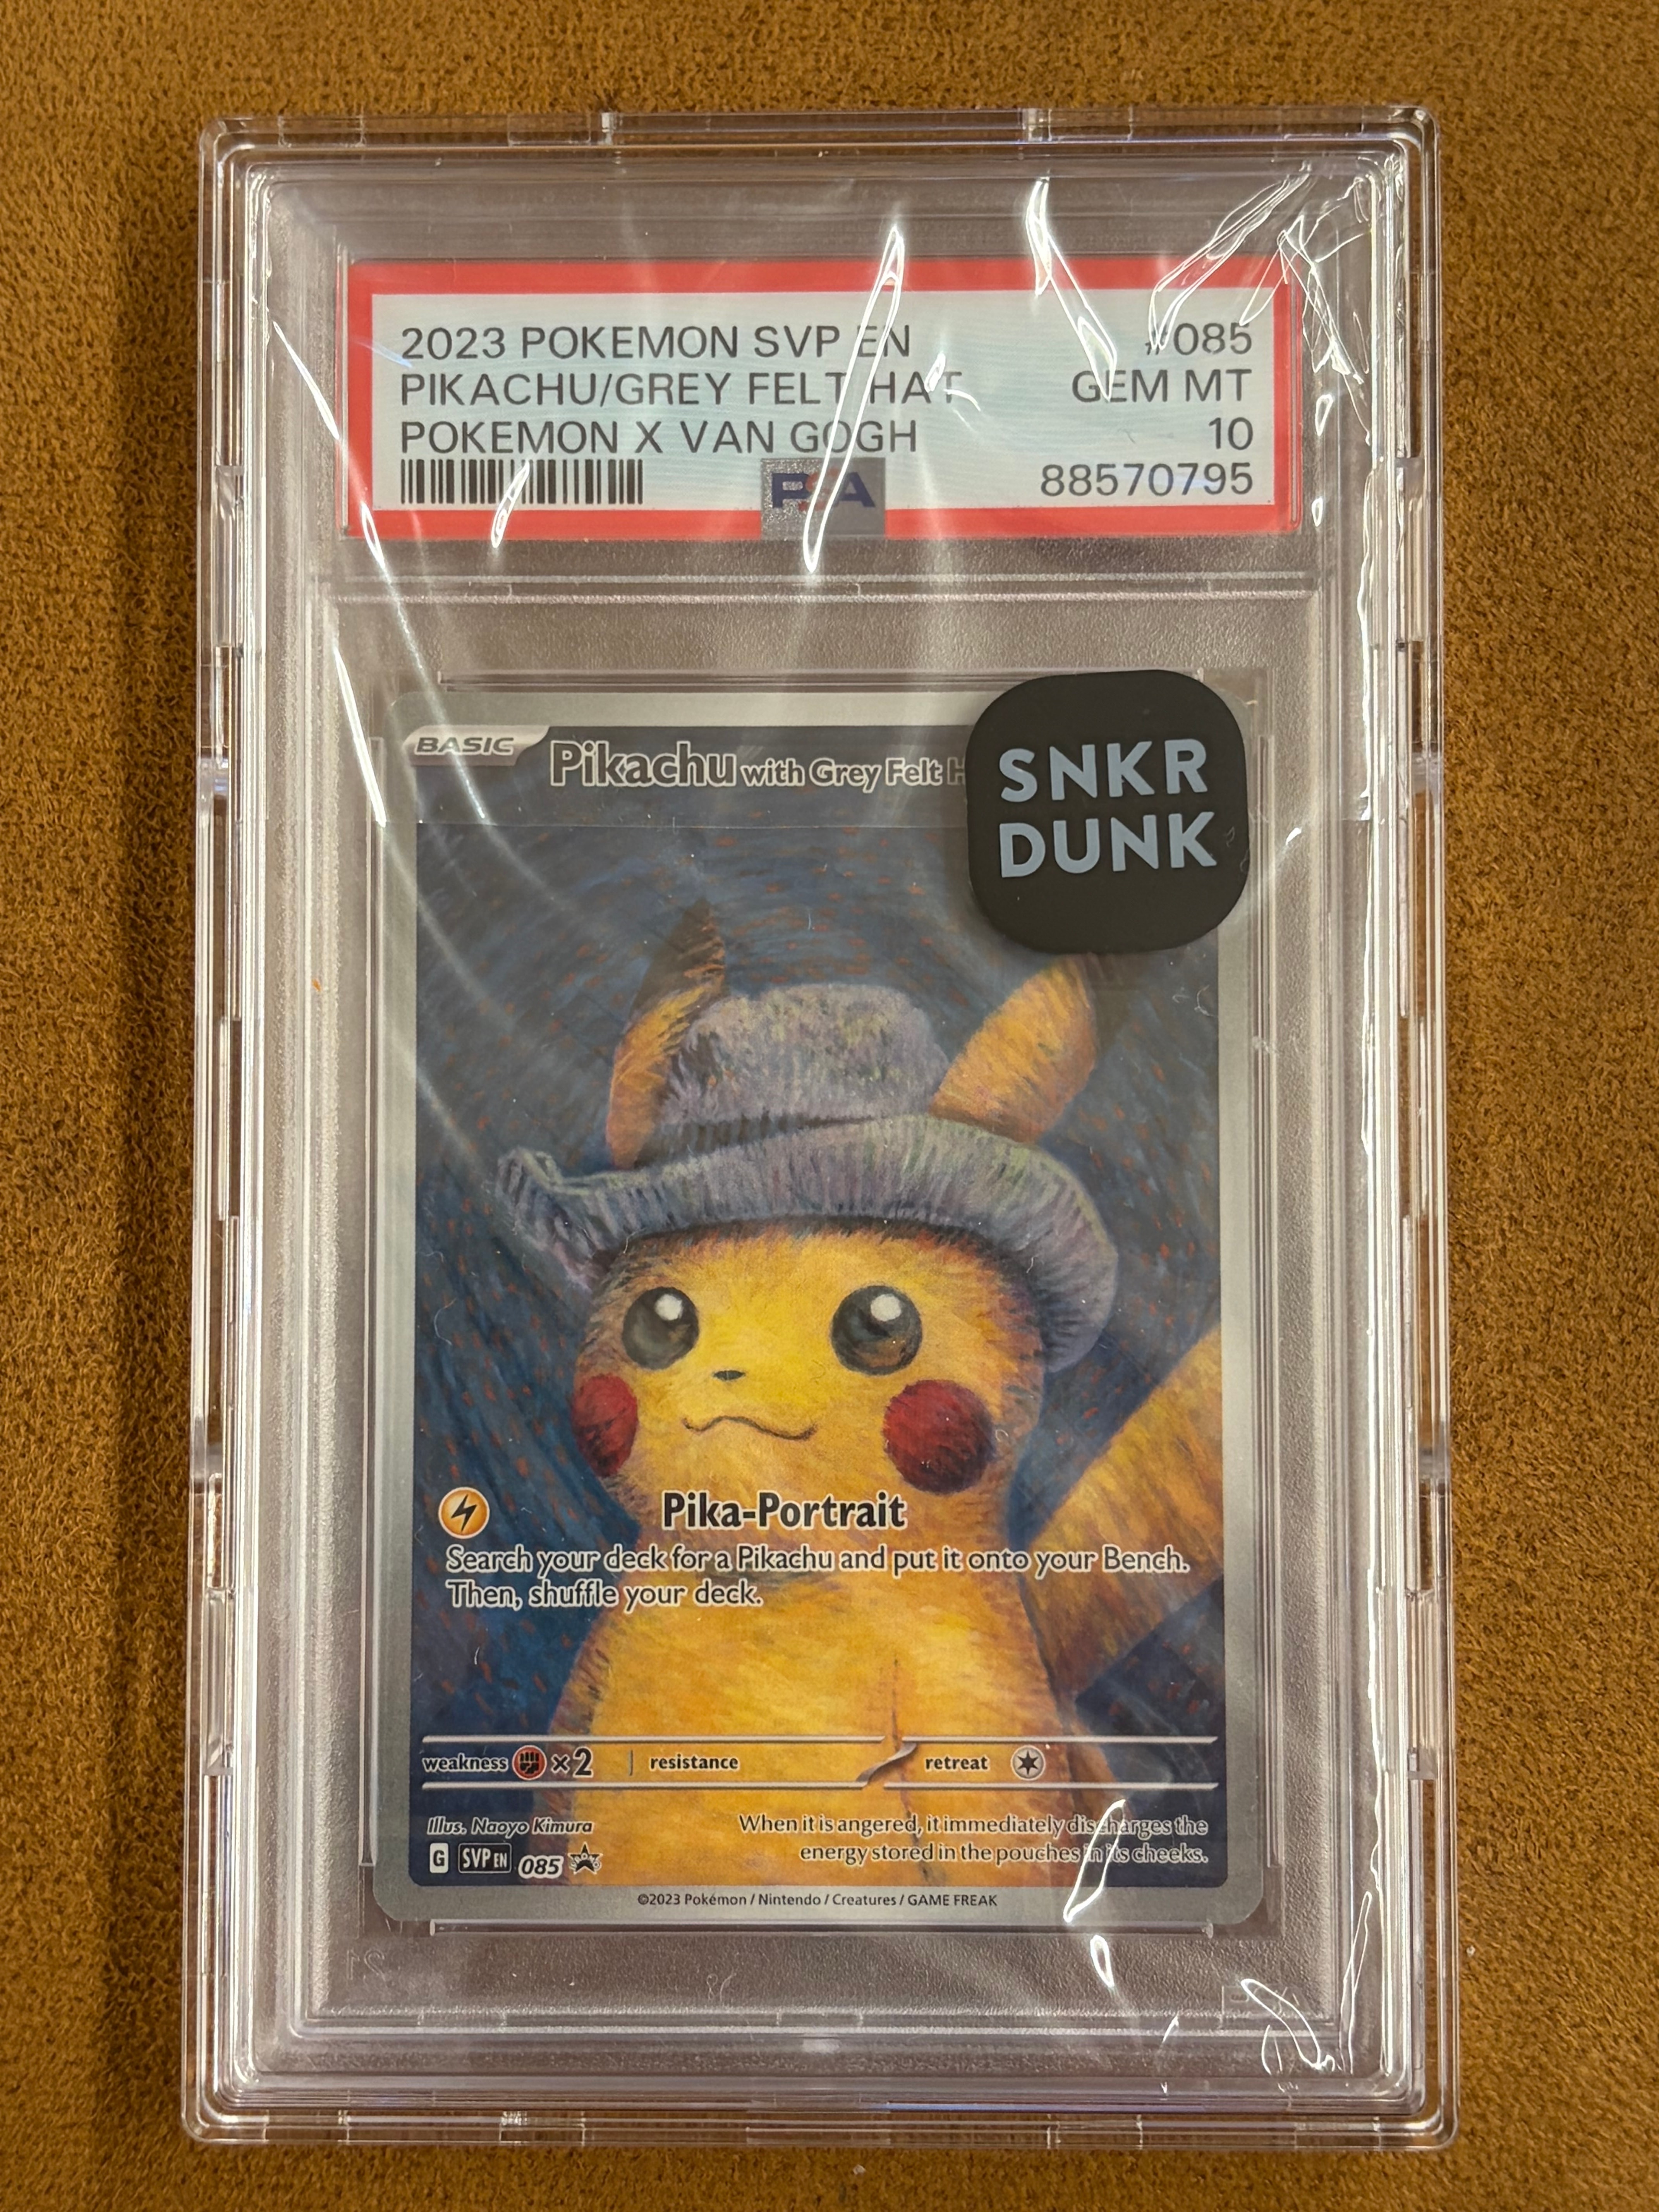 2023 POKEMON SVP EN #085
PIKACHU/GREY FELT HAT GEM MT
POKEMON X VAN GOGH 10
PSA 88570795
BASIC Pikachu with Grey Felt H
SNKR
DUNK
Pika-Portrait
Search your deck for a Pikachu and put it onto your Bench.
Then, shuffle your deck.
weakness ×2 resistance retreat
Illus. Naoyo Kimura When it is angered, it immediately discharges the
G SVP EN 085 PROMO energy stored in the pouches in its cheeks.
©2023 Pokémon / Nintendo / Creatures / GAME FREAK